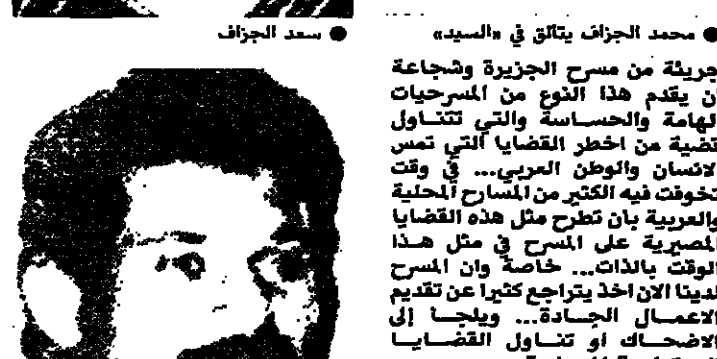 ● محمد الجزاف يتالق في «السيد»
● سعد الجزاف
جريئة من مسرح الجزيرة وشجاعة
ان يقدم هذا النوع من المسرحيات
الهامة والحساسة والتي تتناول
قضية من اخطر القضايا التي تمس
الانسان والوطن العربي... في وقت
تخوفت فيه الكثير من المسارح المحلية
والعربية بان تطرح مثل هذه القضايا
المصيرية على المسرح في مثل هذا
الوقت بالذات... خاصة وان المسرح
لدينا الان اخذ يتراجع كثيرا عن تقديم
الاعمال الجادة... ويلجا إلى
الاضحاك او تناول القضايا